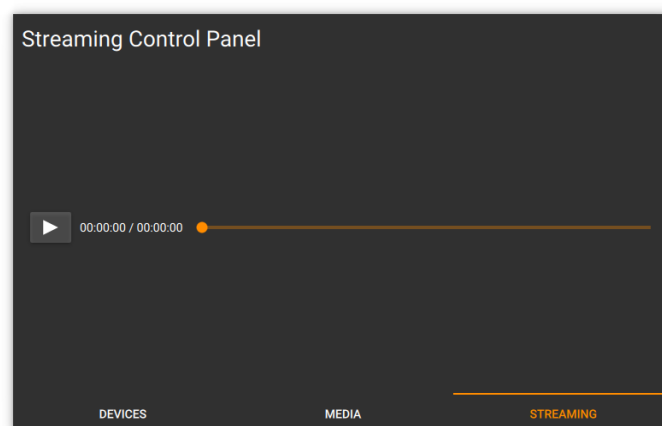 Streaming Control Panel
00:00:00 / 00:00:00
DEVICES MEDIA STREAMING